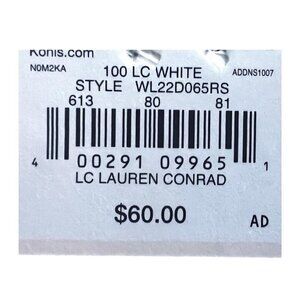 Kohls.com
N0M2KA 100 LC WHITE ADDNS1007
STYLE WL22D065RS
613 80 81
4 00291 09965 1
LC LAUREN CONRAD
$60.00 AD